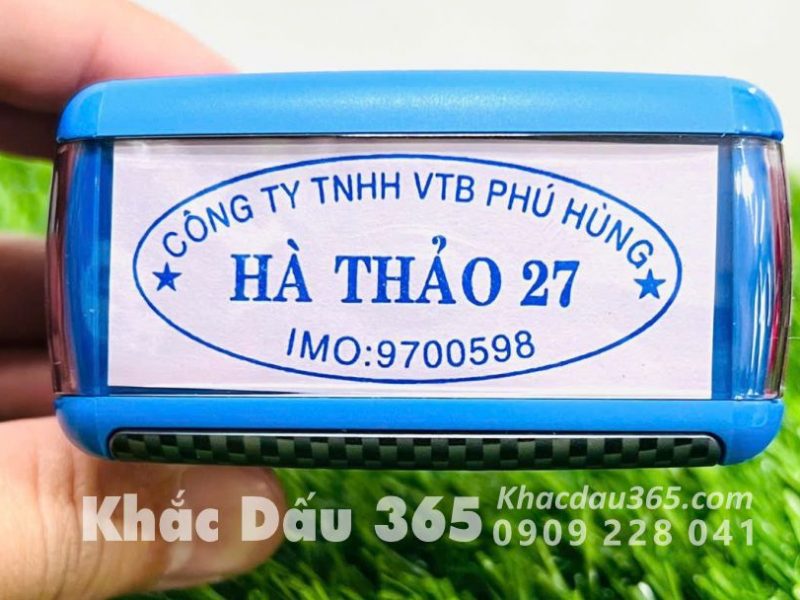 CÔNG TY TNHH VTB PHÚ HÙNG
★ HÀ THẢO 27 ★
IMO:9700598
Khắc Dấu 365
Khacdau365.com
0909 228 041